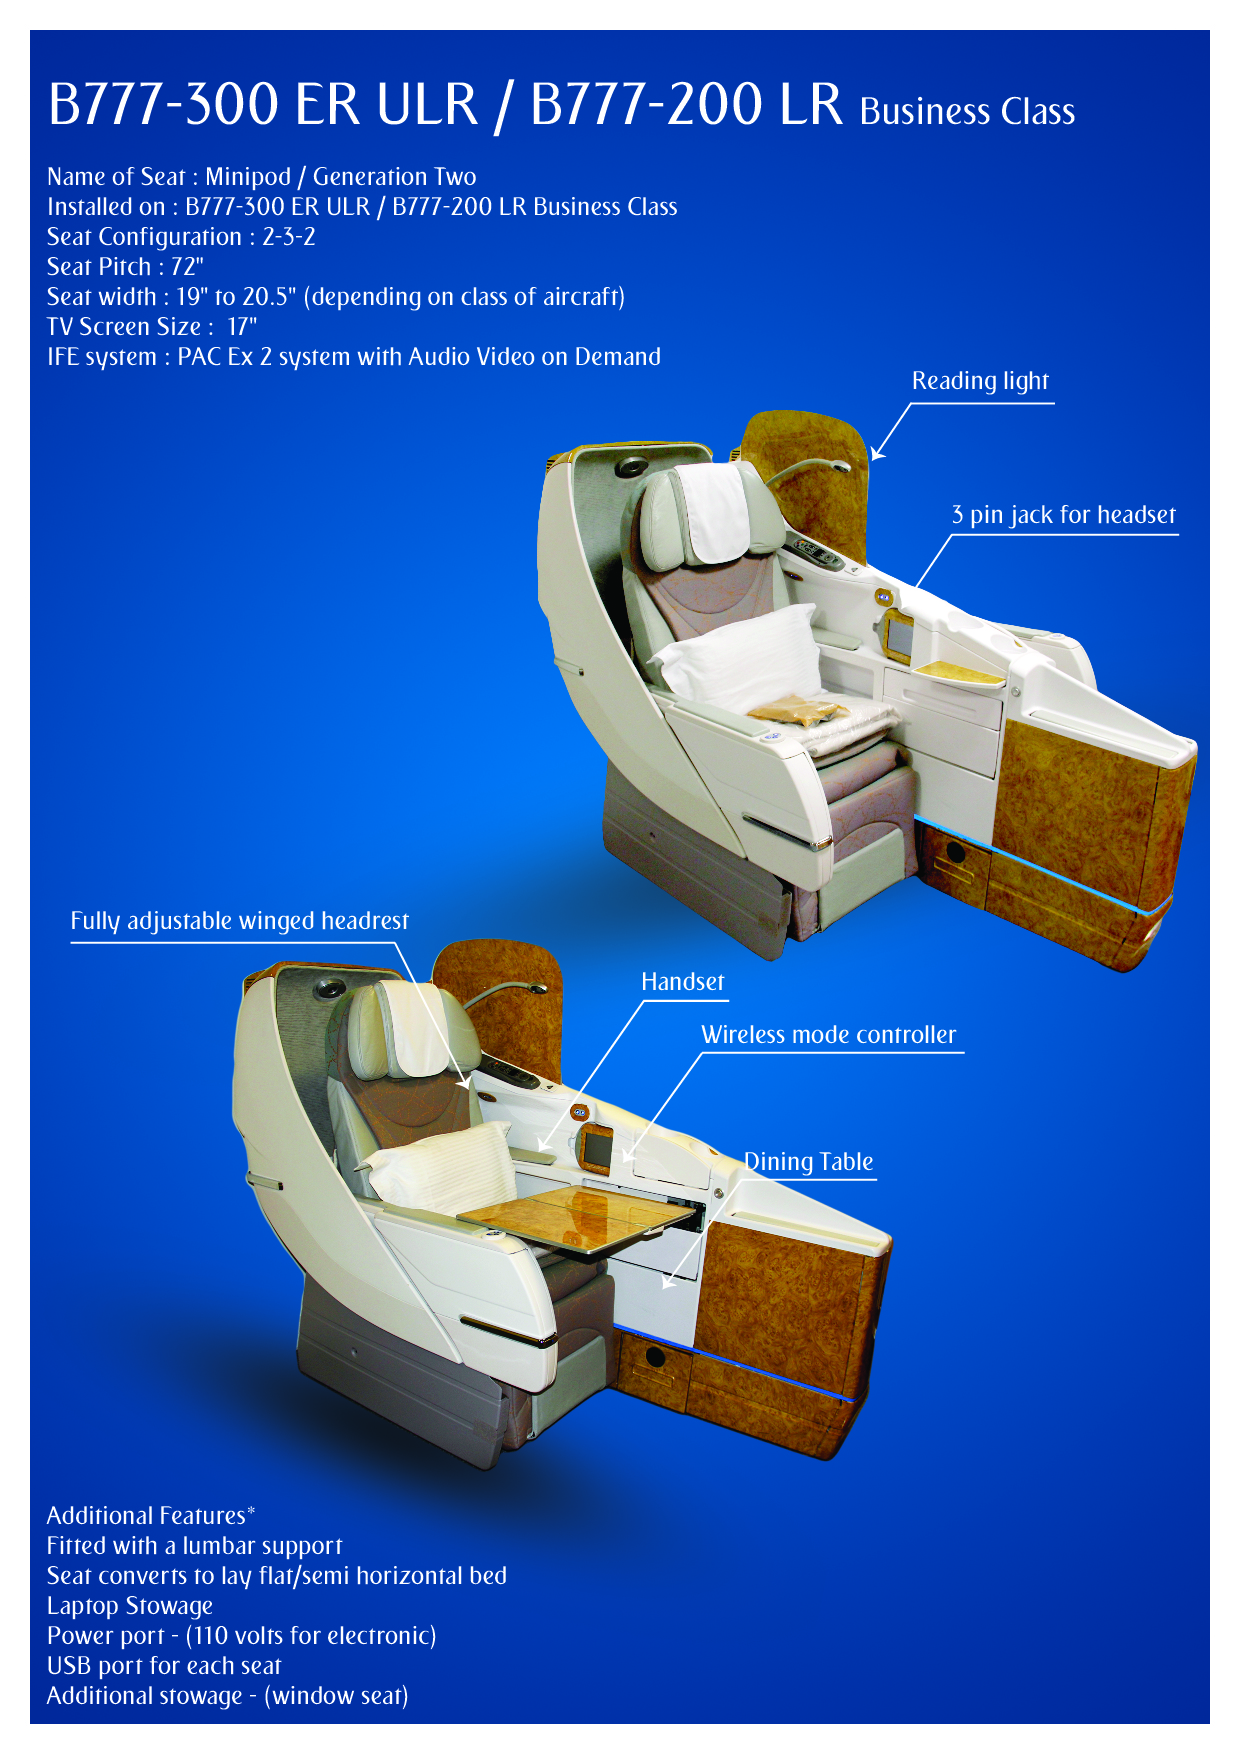 B777-300 ER ULR / B777-200 LR Business Class
Name of Seat : Minipod / Generation Two
Installed on : B777-300 ER ULR / B777-200 LR Business Class
Seat Configuration : 2-3-2
Seat Pitch : 72"
Seat width : 19" to 20.5" (depending on class of aircraft)
TV Screen Size :  17"
IFE system : PAC Ex 2 system with Audio Video on Demand
Reading light
3 pin jack for headset
Fully adjustable winged headrest
Handset
Wireless mode controller
Dining Table
Additional Features*
Fitted with a lumbar support
Seat converts to lay flat/semi horizontal bed
Laptop Stowage
Power port - (110 volts for electronic)
USB port for each seat
Additional stowage - (window seat)